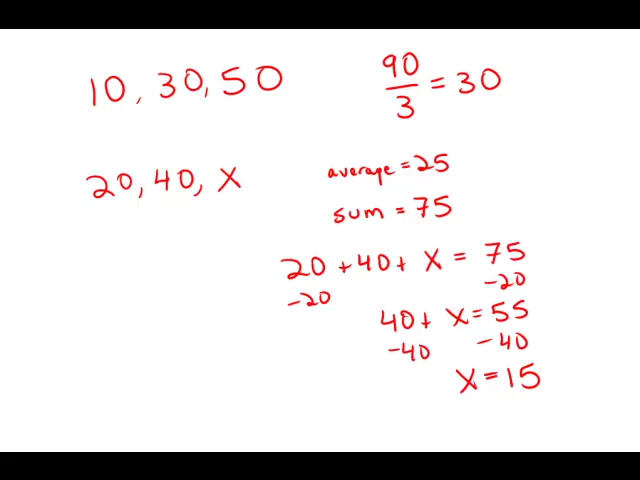 10, 30, 50
90/3 = 30
20, 40, X
average = 25
sum = 75
20 + 40 + X = 75
-20 -20
40 + X = 55
-40 -40
X = 15